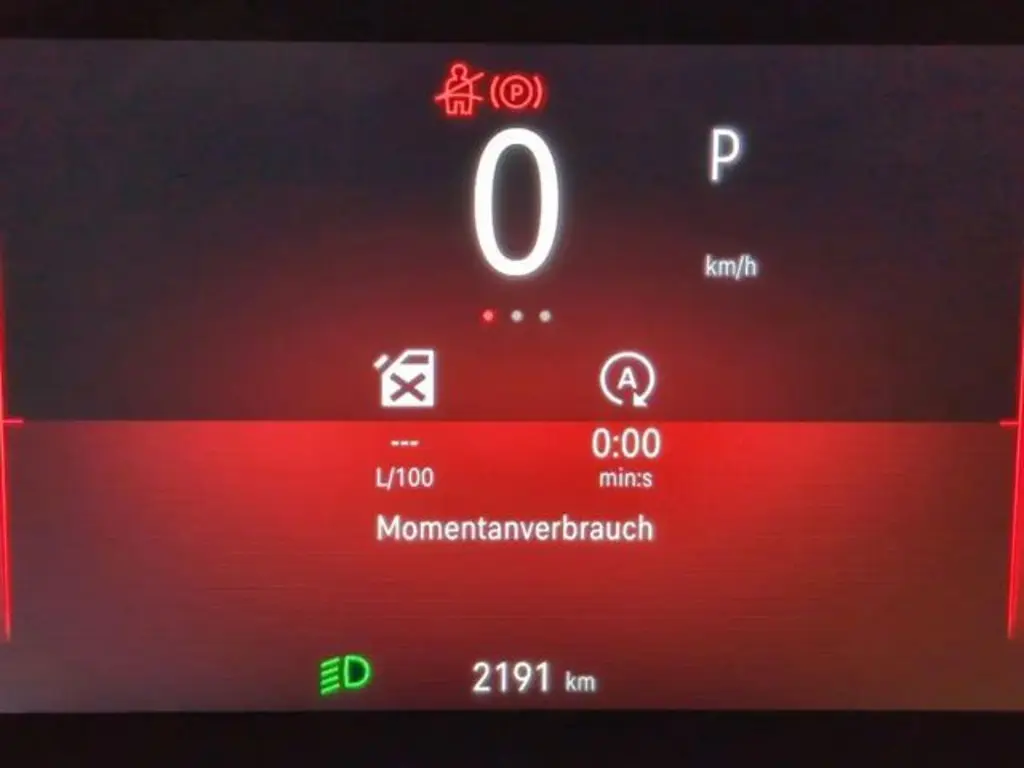 P
0
P
km/h
A
--- 0:00
L/100 min:s
Momentanverbrauch
2191 km